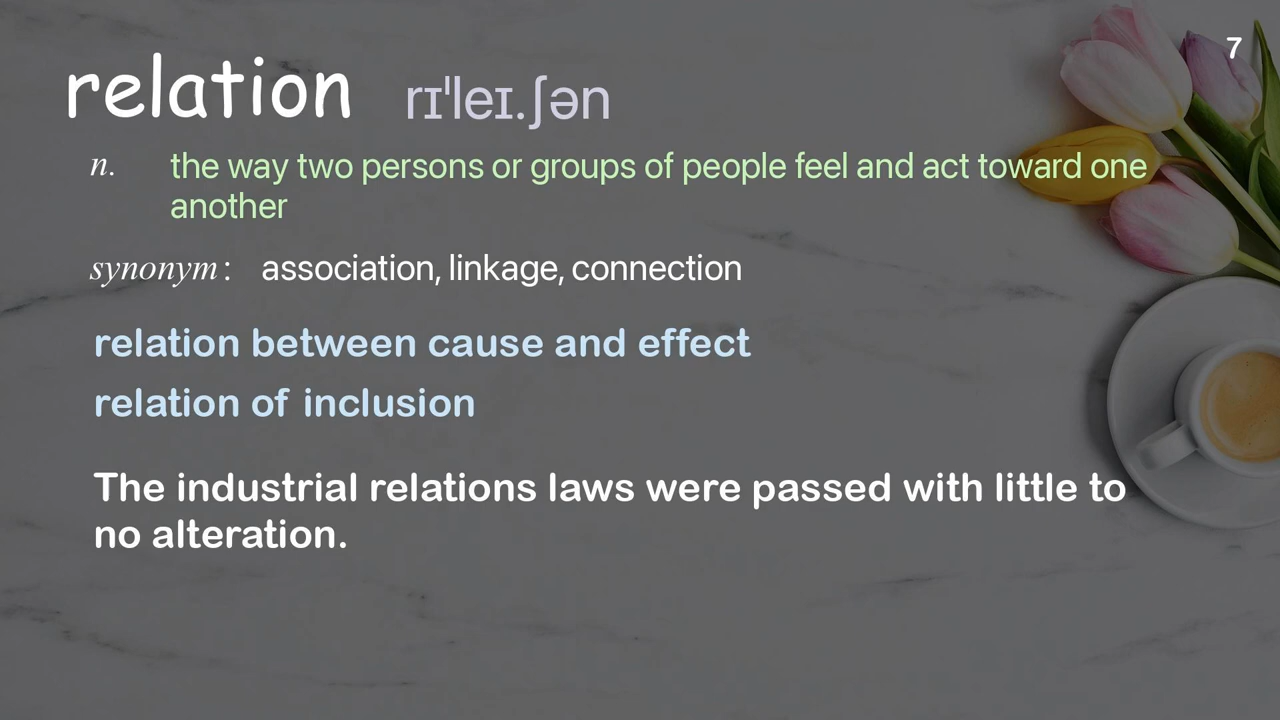 7
relation rɪˈleɪ.ʃən
n. the way two persons or groups of people feel and act toward one
another
synonym: association, linkage, connection
relation between cause and effect
relation of inclusion
The industrial relations laws were passed with little to
no alteration.